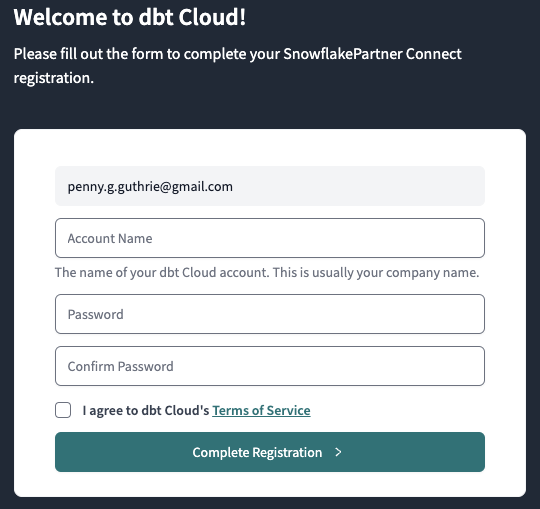 Welcome to dbt Cloud!
Please fill out the form to complete your SnowflakePartner Connect
registration.
penny.g.guthrie@gmail.com
Account Name
The name of your dbt Cloud account. This is usually your company name.
Password
Confirm Password
I agree to dbt Cloud's Terms of Service
Complete Registration